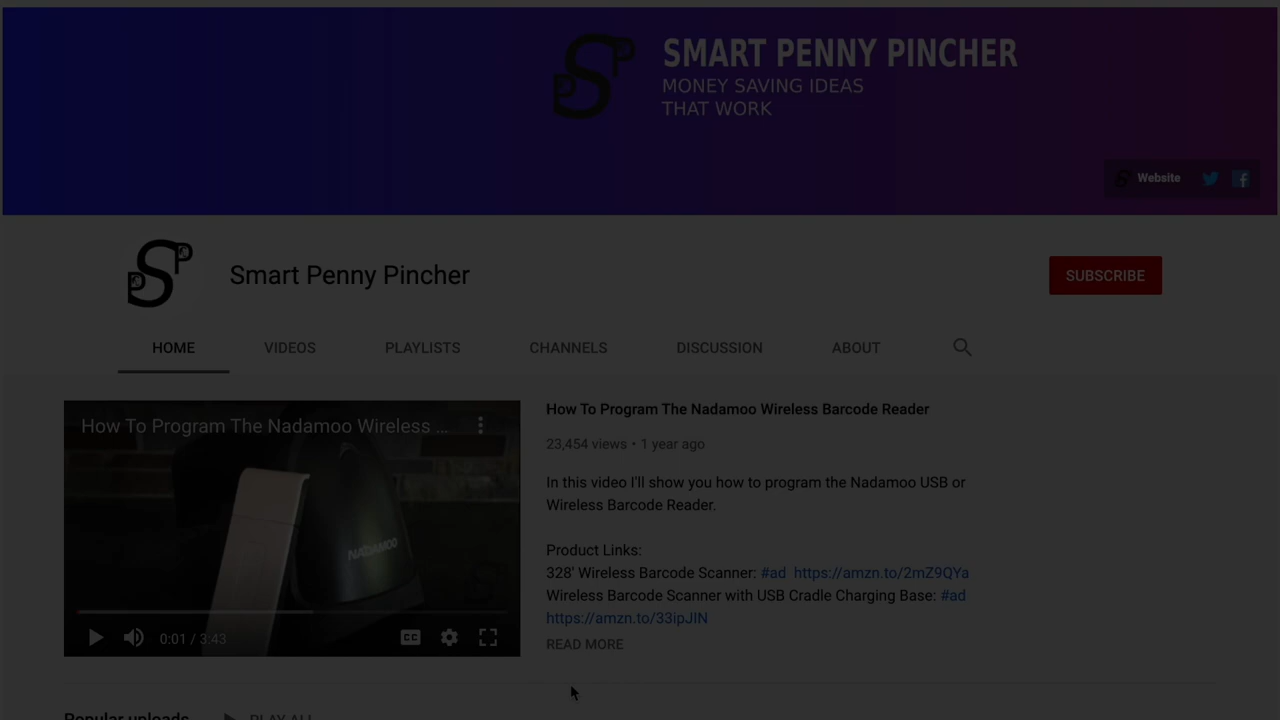 SMART PENNY PINCHER
MONEY SAVING IDEAS
THAT WORK
Website
Smart Penny Pincher
SUBSCRIBE
HOME VIDEOS PLAYLISTS CHANNELS DISCUSSION ABOUT
How To Program The Nadamoo Wireless ...
NADAMOO
0:01 / 3:43
CC
How To Program The Nadamoo Wireless Barcode Reader
23,454 views • 1 year ago
In this video I'll show you how to program the Nadamoo USB or
Wireless Barcode Reader.
Product Links:
328' Wireless Barcode Scanner: #ad https://amzn.to/2mZ9QYa
Wireless Barcode Scanner with USB Cradle Charging Base: #ad
https://amzn.to/33ipJIN
READ MORE
Popular uploads PLAY ALL